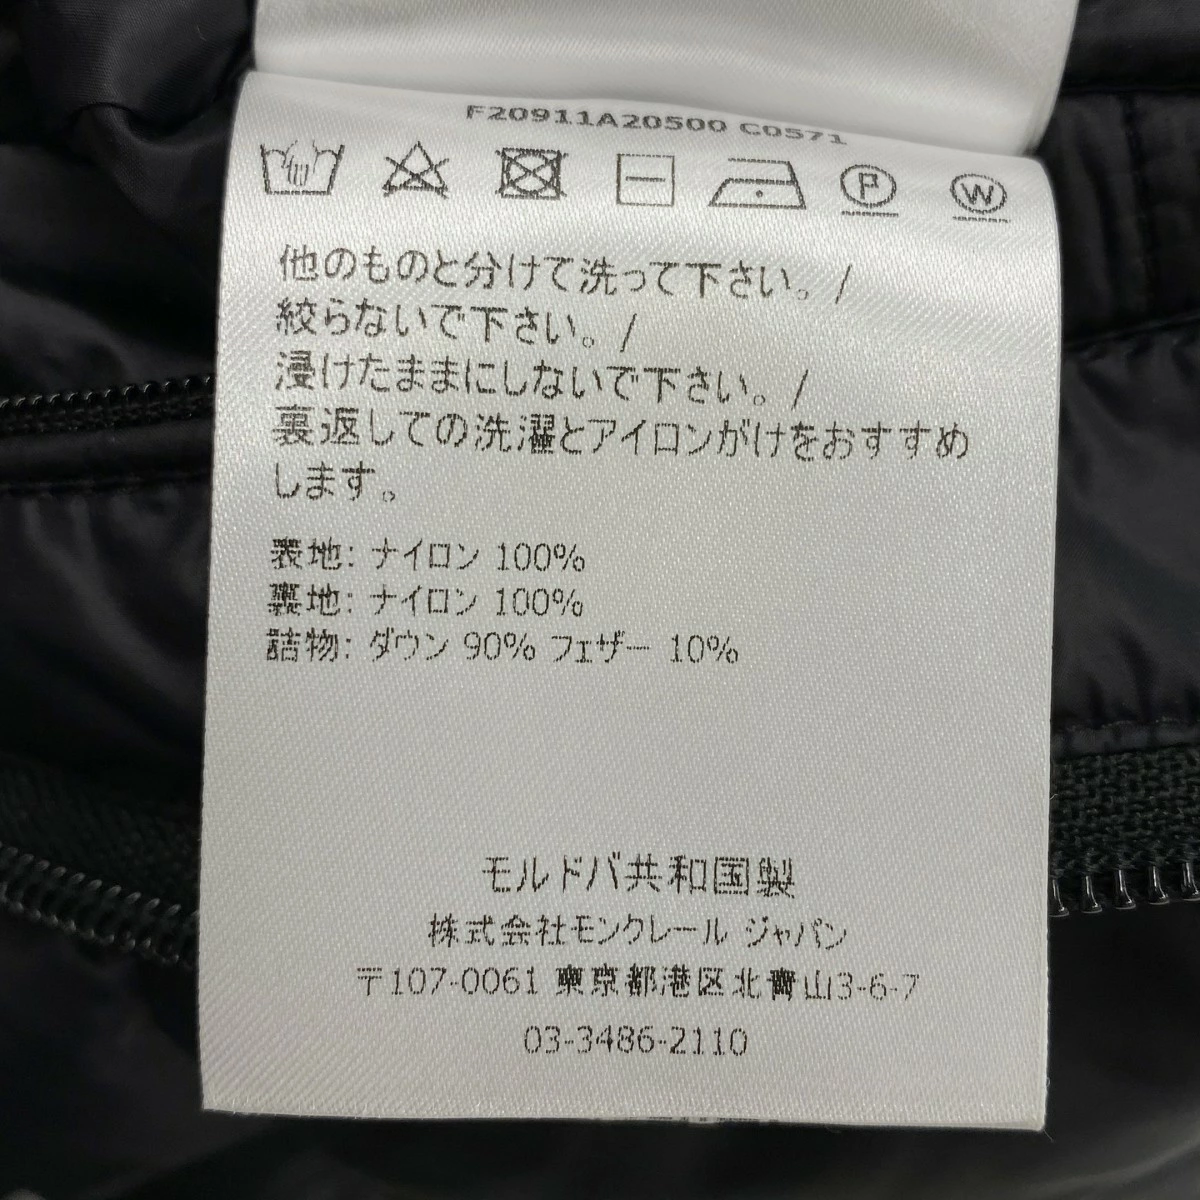 F20911A20500 C0571
P W
他のものと分けて洗って下さい。/
絞らないで下さい。/
浸けたままにしないで下さい。/
裏返しての洗濯とアイロンがけをおすすめ
します。
表地: ナイロン 100%
裏地: ナイロン 100%
詰物: ダウン 90% フェザー 10%
モルドバ共和国製
株式会社モンクレール ジャパン
〒107-0061 東京都港区北青山3-6-7
03-3486-2110